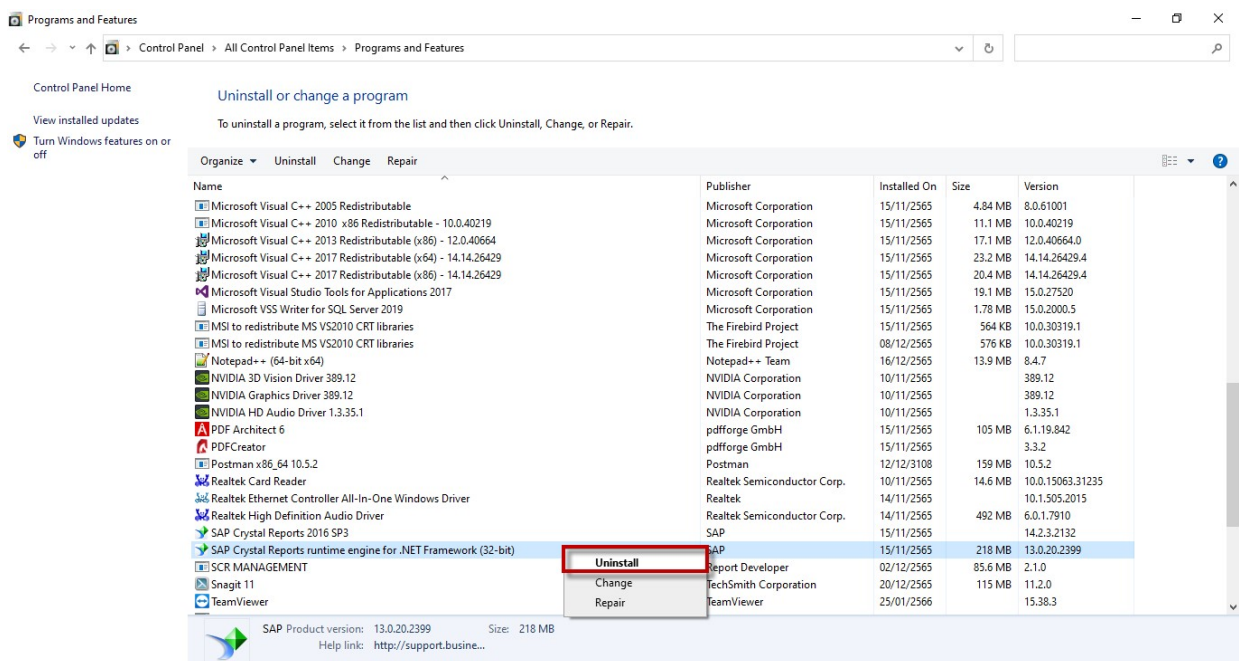 Programs and Features
Control Panel > All Control Panel Items > Programs and Features
Control Panel Home
View installed updates
Turn Windows features on or
off
Uninstall or change a program
To uninstall a program, select it from the list and then click Uninstall, Change, or Repair.
Organize Uninstall Change Repair
Name Publisher Installed On Size Version
Microsoft Visual C++ 2005 Redistributable Microsoft Corporation 15/11/2565 4.84 MB 8.0.61001
Microsoft Visual C++ 2010 x86 Redistributable - 10.0.40219 Microsoft Corporation 15/11/2565 11.1 MB 10.0.40219
Microsoft Visual C++ 2013 Redistributable (x86) - 12.0.40664 Microsoft Corporation 15/11/2565 17.1 MB 12.0.40664.0
Microsoft Visual C++ 2017 Redistributable (x64) - 14.14.26429 Microsoft Corporation 15/11/2565 23.2 MB 14.14.26429.4
Microsoft Visual C++ 2017 Redistributable (x86) - 14.14.26429 Microsoft Corporation 15/11/2565 20.4 MB 14.14.26429.4
Microsoft Visual Studio Tools for Applications 2017 Microsoft Corporation 15/11/2565 19.1 MB 15.0.27520
Microsoft VSS Writer for SQL Server 2019 Microsoft Corporation 15/11/2565 1.78 MB 15.0.2000.5
MSI to redistribute MS VS2010 CRT libraries The Firebird Project 15/11/2565 564 KB 10.0.30319.1
MSI to redistribute MS VS2010 CRT libraries The Firebird Project 08/12/2565 576 KB 10.0.30319.1
Notepad++ (64-bit x64) Notepad++ Team 16/12/2565 13.9 MB 8.4.7
NVIDIA 3D Vision Driver 389.12 NVIDIA Corporation 10/11/2565 389.12
NVIDIA Graphics Driver 389.12 NVIDIA Corporation 10/11/2565 389.12
NVIDIA HD Audio Driver 1.3.35.1 NVIDIA Corporation 10/11/2565 1.3.35.1
PDF Architect 6 pdfforge GmbH 15/11/2565 105 MB 6.1.19.842
PDFCreator pdfforge GmbH 15/11/2565 3.3.2
Postman x86_64 10.5.2 Postman 12/12/3108 159 MB 10.5.2
Realtek Card Reader Realtek Semiconductor Corp. 10/11/2565 14.6 MB 10.0.15063.31235
Realtek Ethernet Controller All-In-One Windows Driver Realtek 14/11/2565 10.1.505.2015
Realtek High Definition Audio Driver Realtek Semiconductor Corp. 14/11/2565 492 MB 6.0.1.7910
SAP Crystal Reports 2016 SP3 SAP 15/11/2565 14.2.3.2132
SAP Crystal Reports runtime engine for .NET Framework (32-bit) SAP 15/11/2565 218 MB 13.0.20.2399
SCR MANAGEMENT Report Developer 02/12/2565 85.6 MB 2.1.0
Snagit 11 TechSmith Corporation 20/12/2565 115 MB 11.2.0
TeamViewer TeamViewer 25/01/2566 15.38.3
Uninstall
Change
Repair
SAP Product version: 13.0.20.2399 Size: 218 MB
Help link: http://support.busine...